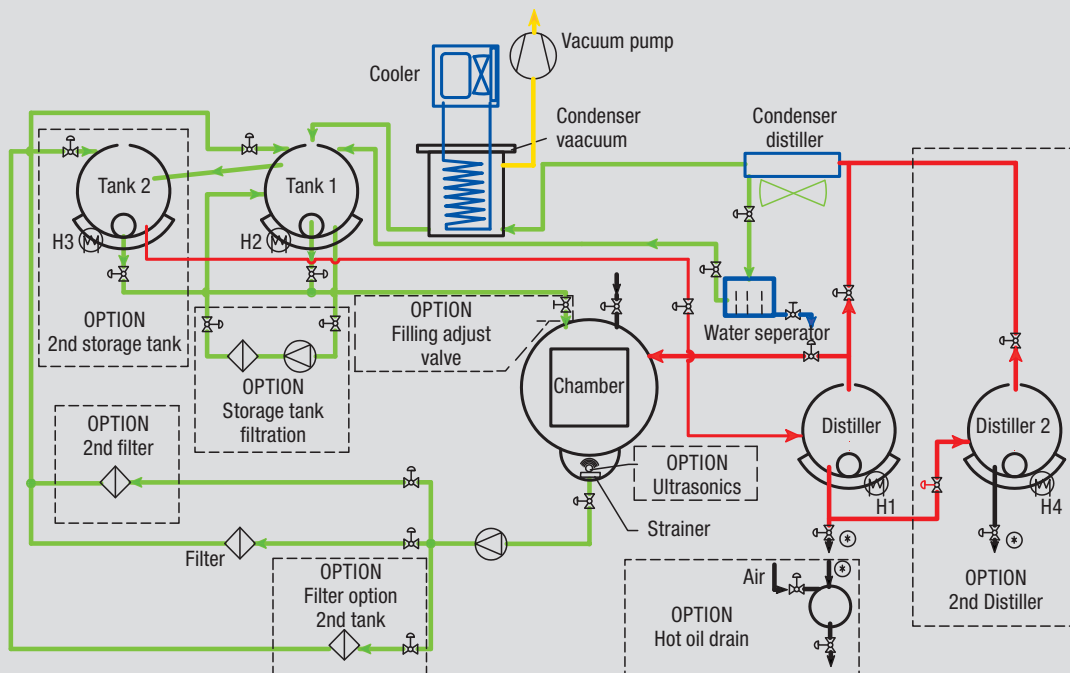 Vacuum pump
Cooler
Condenser
vaacuum
Condenser
distiller
Tank 2
Tank 1
H3
H2
OPTION
2nd storage tank
OPTION
Filling adjust
valve
Water seperator
OPTION
Storage tank
filtration
Chamber
Distiller
Distiller 2
OPTION
2nd filter
OPTION
Ultrasonics
H1
H4
Strainer
Filter
OPTION
Filter option
2nd tank
Air
OPTION
Hot oil drain
OPTION
2nd Distiller